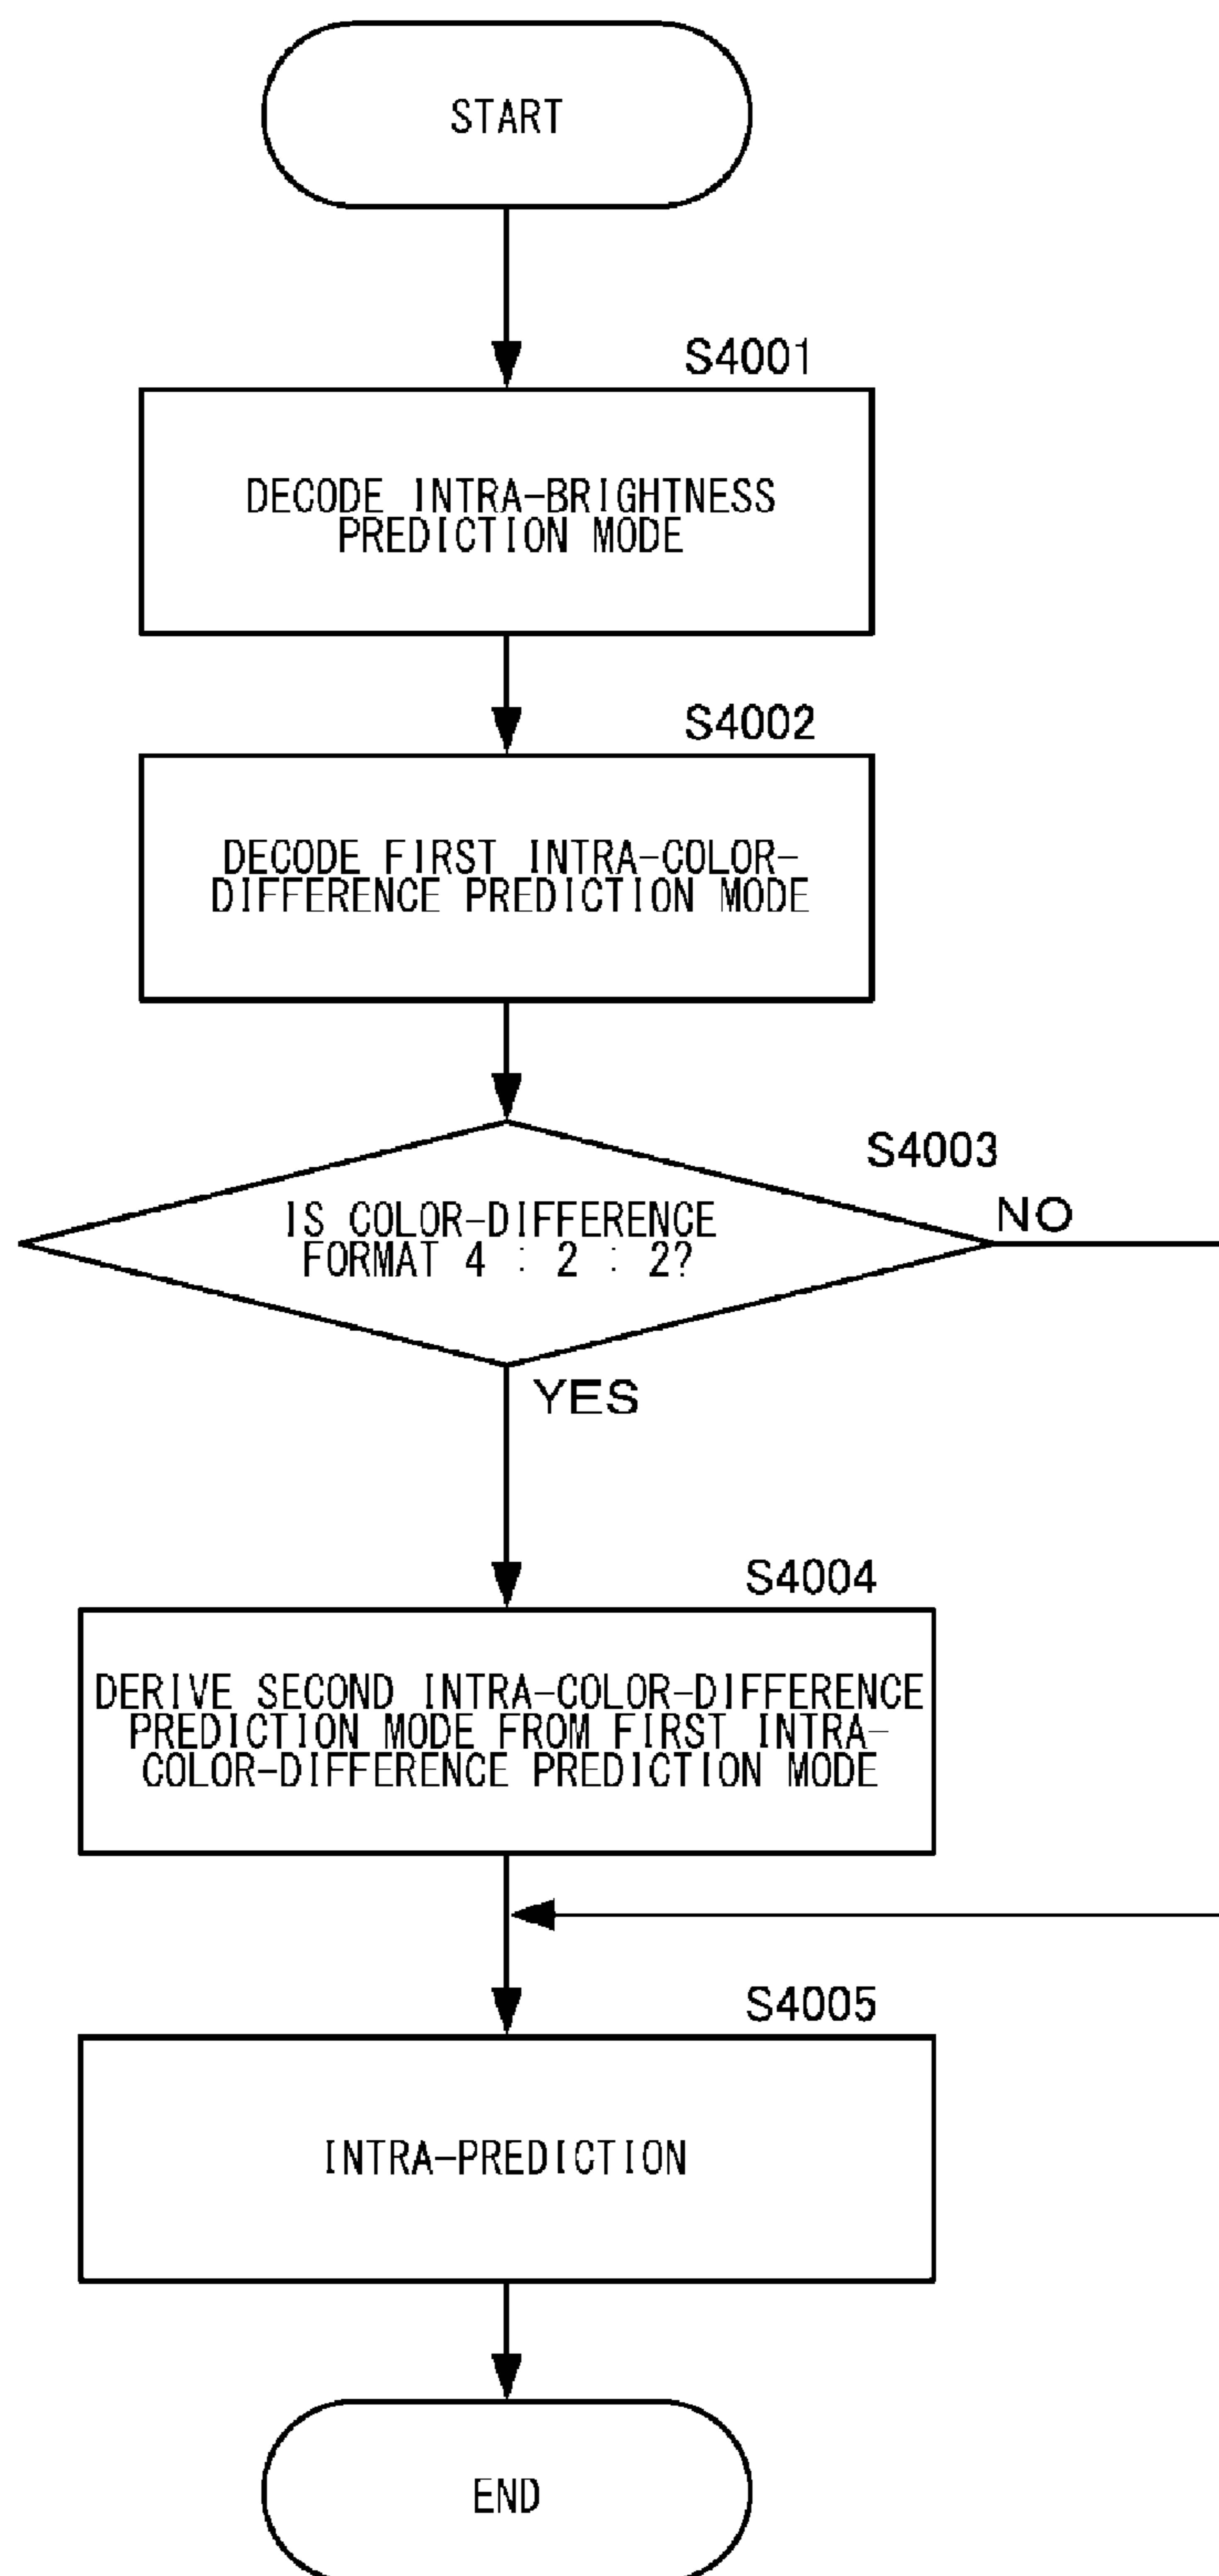 START
S4001
DECODE INTRA-BRIGHTNESS
PREDICTION MODE
S4002
DECODE FIRST INTRA-COLOR-
DIFFERENCE PREDICTION MODE
S4003
IS COLOR-DIFFERENCE
FORMAT 4 : 2 : 2?
NO
YES
S4004
DERIVE SECOND INTRA-COLOR-DIFFERENCE
PREDICTION MODE FROM FIRST INTRA-
COLOR-DIFFERENCE PREDICTION MODE
S4005
INTRA-PREDICTION
END